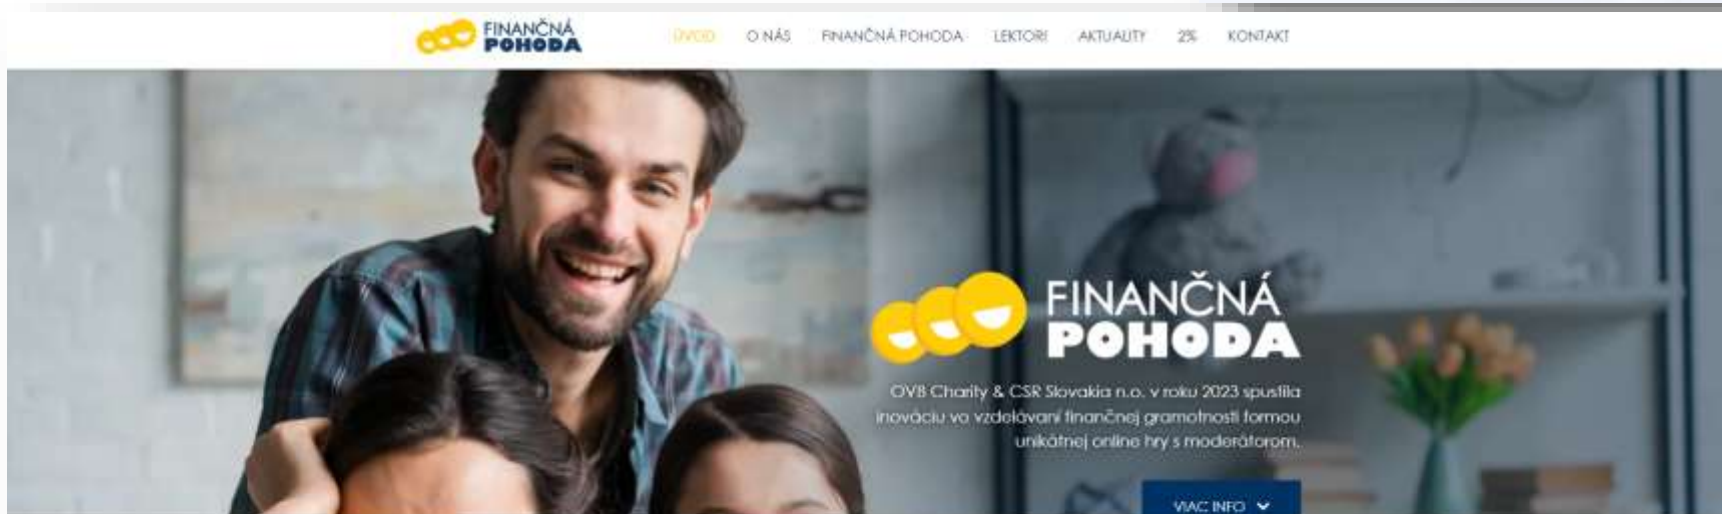 FINANČNÁ
POHODA
ÚVOD O NÁS FINANČNÁ POHODA LEKTORI AKTUALITY 2% KONTAKT
FINANČNÁ
POHODA
OVB Charity & CSR Slovakia n.o. v roku 2023 spustila
inováciu vo vzdelávaní finančnej gramotnosti formou
unikátnej online hry s moderátorom.
VIAC INFO